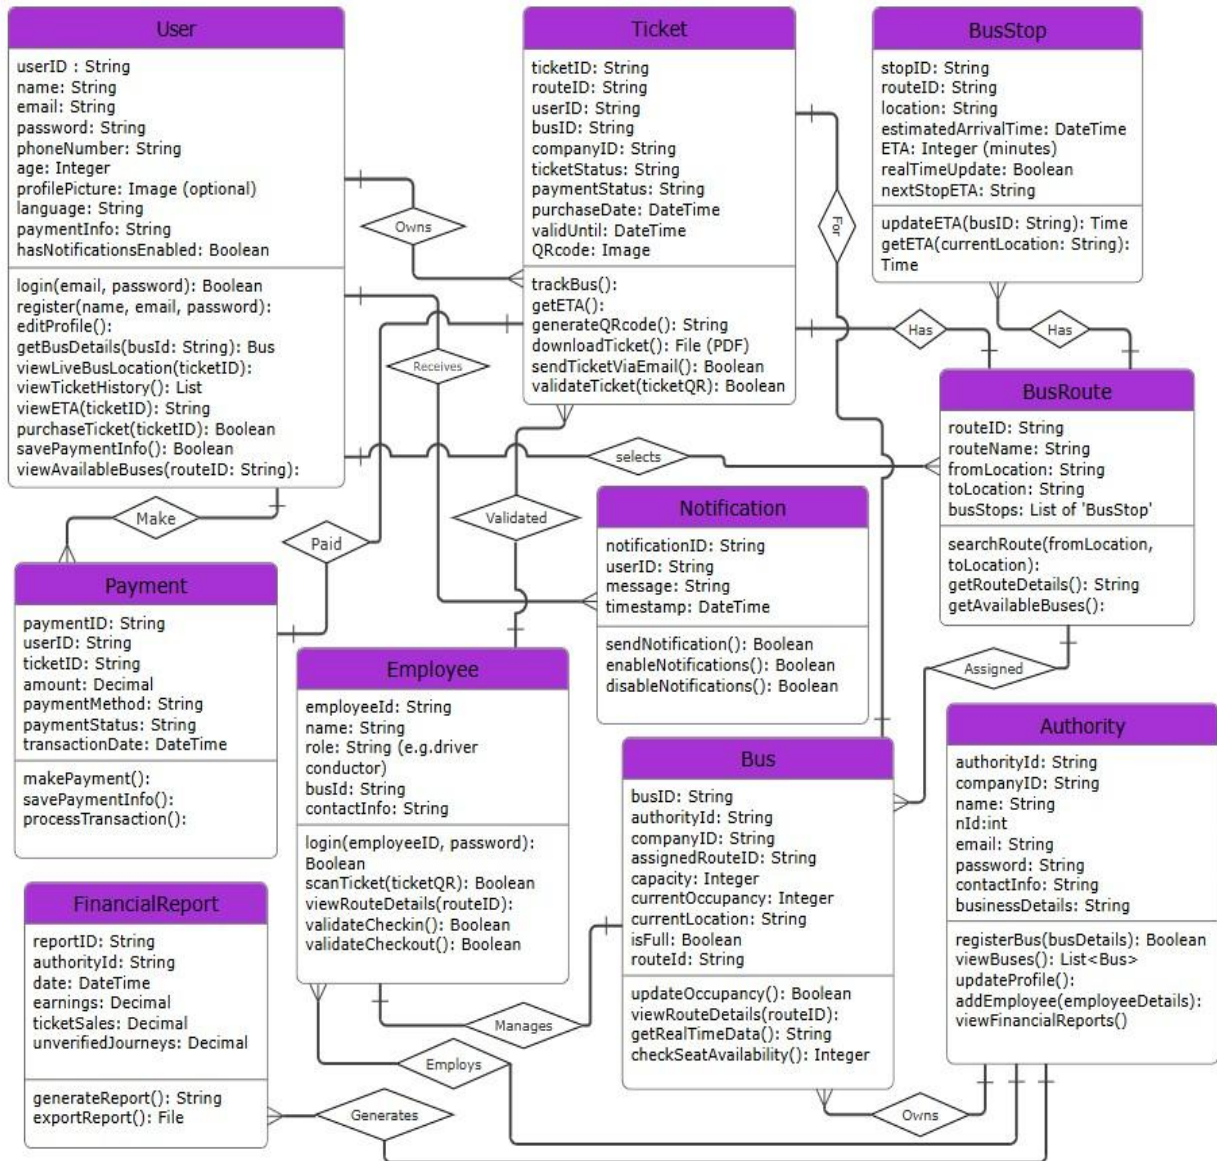 User
userID : String
name: String
email: String
password: String
phoneNumber: String
age: Integer
profilePicture: Image (optional)
language: String
paymentInfo: String
hasNotificationsEnabled: Boolean
login(email, password): Boolean
register(name, email, password):
editProfile():
getBusDetails(busId: String): Bus
viewLiveBusLocation(ticketID):
viewTicketHistory(): List
viewETA(ticketID): String
purchaseTicket(ticketID): Boolean
savePaymentInfo(): Boolean
viewAvailableBuses(routeID: String):
Owns
Receives
Ticket
ticketID: String
routeID: String
userID: String
busID: String
companyID: String
ticketStatus: String
paymentStatus: String
purchaseDate: DateTime
validUntil: DateTime
QRcode: Image
trackBus():
getETA():
generateQRcode(): String
downloadTicket(): File (PDF)
sendTicketViaEmail(): Boolean
validateTicket(ticketQR): Boolean
For
BusStop
stopID: String
routeID: String
location: String
estimatedArrivalTime: DateTime
ETA: Integer (minutes)
realTimeUpdate: Boolean
nextStopETA: String
updateETA(busID: String): Time
getETA(currentLocation: String):
Time
Has
Has
BusRoute
routeID: String
routeName: String
fromLocation: String
toLocation: String
busStops: List of 'BusStop'
searchRoute(fromLocation,
toLocation):
getRouteDetails(): String
getAvailableBuses():
selects
Make
Paid
Validated
Notification
notificationID: String
userID: String
message: String
timestamp: DateTime
sendNotification(): Boolean
enableNotifications(): Boolean
disableNotifications(): Boolean
Assigned
Payment
paymentID: String
userID: String
ticketID: String
amount: Decimal
paymentMethod: String
paymentStatus: String
transactionDate: DateTime
makePayment():
savePaymentInfo():
processTransaction():
Employee
employeeId: String
name: String
role: String (e.g.driver
conductor)
busId: String
contactInfo: String
login(employeeID, password):
Boolean
scanTicket(ticketQR): Boolean
viewRouteDetails(routeID):
validateCheckin(): Boolean
validateCheckout(): Boolean
Bus
busID: String
authorityId: String
companyID: String
assignedRouteID: String
capacity: Integer
currentOccupancy: Integer
currentLocation: String
isFull: Boolean
routeId: String
updateOccupancy(): Boolean
viewRouteDetails(routeID):
getRealTimeData(): String
checkSeatAvailability(): Integer
Authority
authorityId: String
companyID: String
name: String
nId:int
email: String
password: String
contactInfo: String
businessDetails: String
registerBus(busDetails): Boolean
viewBuses(): List<Bus>
updateProfile():
addEmployee(employeeDetails):
viewFinancialReports()
FinancialReport
reportID: String
authorityId: String
date: DateTime
earnings: Decimal
ticketSales: Decimal
unverifiedJourneys: Decimal
generateReport(): String
exportReport(): File
Manages
Employs
Generates
Owns